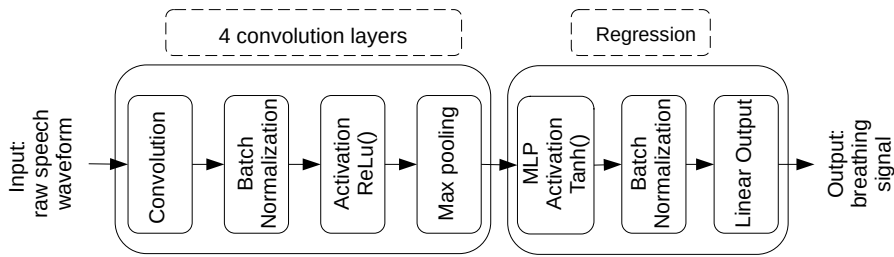 4 convolution layers
Regression
Input:
raw speech
waveform
Convolution
Batch
Normalization
Activation
ReLu()
Max pooling
MLP
Activation
Tanh()
Batch
Normalization
Linear Output
Output:
breathing
signal